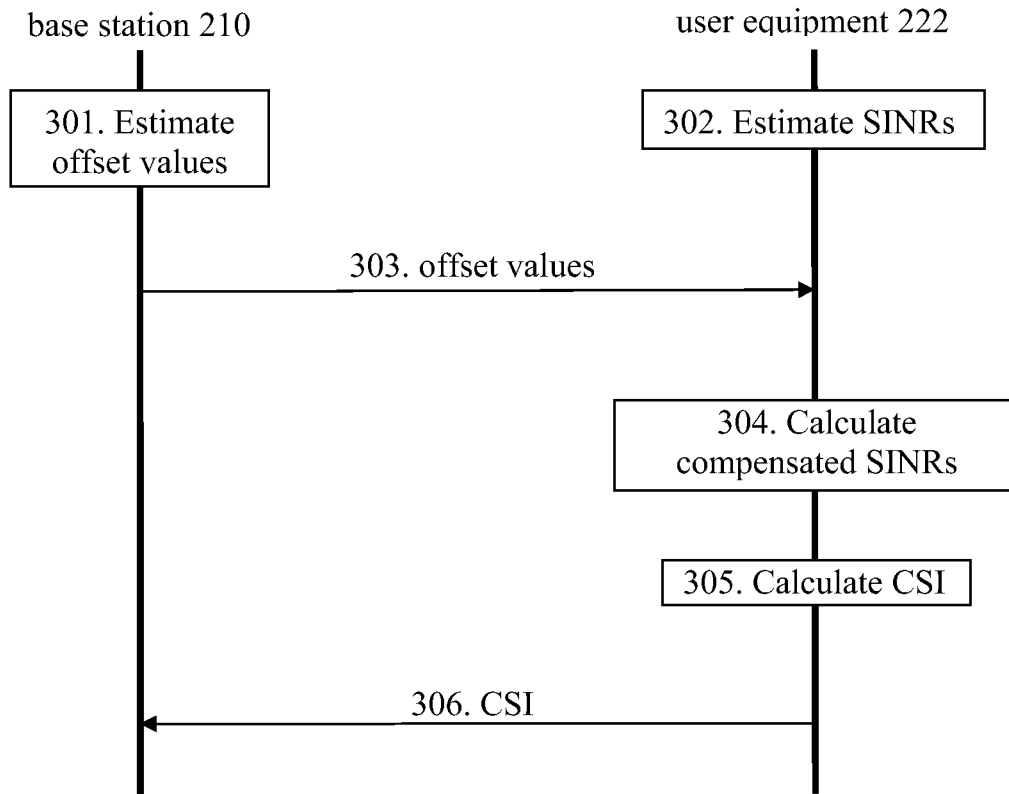 base station 210
user equipment 222
301. Estimate
offset values
302. Estimate SINRs
303. offset values
304. Calculate
compensated SINRs
305. Calculate CSI
306. CSI